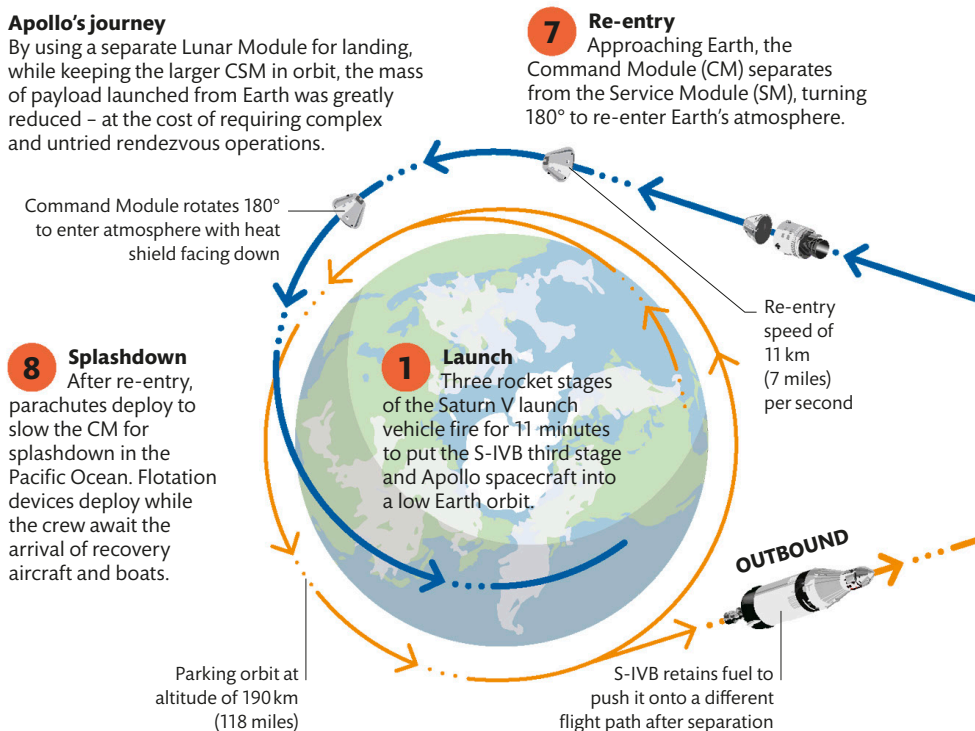 Apollo's journey
By using a separate Lunar Module for landing,
while keeping the larger CSM in orbit, the mass
of payload launched from Earth was greatly
reduced – at the cost of requiring complex
and untried rendezvous operations.
7
Re-entry
Approaching Earth, the
Command Module (CM) separates
from the Service Module (SM), turning
180° to re-enter Earth's atmosphere.
Command Module rotates 180°
to enter atmosphere with heat
shield facing down
Re-entry
speed of
11 km
(7 miles)
per second
8
Splashdown
After re-entry,
parachutes deploy to
slow the CM for
splashdown in the
Pacific Ocean. Flotation
devices deploy while
the crew await the
arrival of recovery
aircraft and boats.
1
Launch
Three rocket stages
of the Saturn V launch
vehicle fire for 11 minutes
to put the S-IVB third stage
and Apollo spacecraft into
a low Earth orbit.
OUTBOUND
Parking orbit at
altitude of 190 km
(118 miles)
S-IVB retains fuel to
push it onto a different
flight path after separation